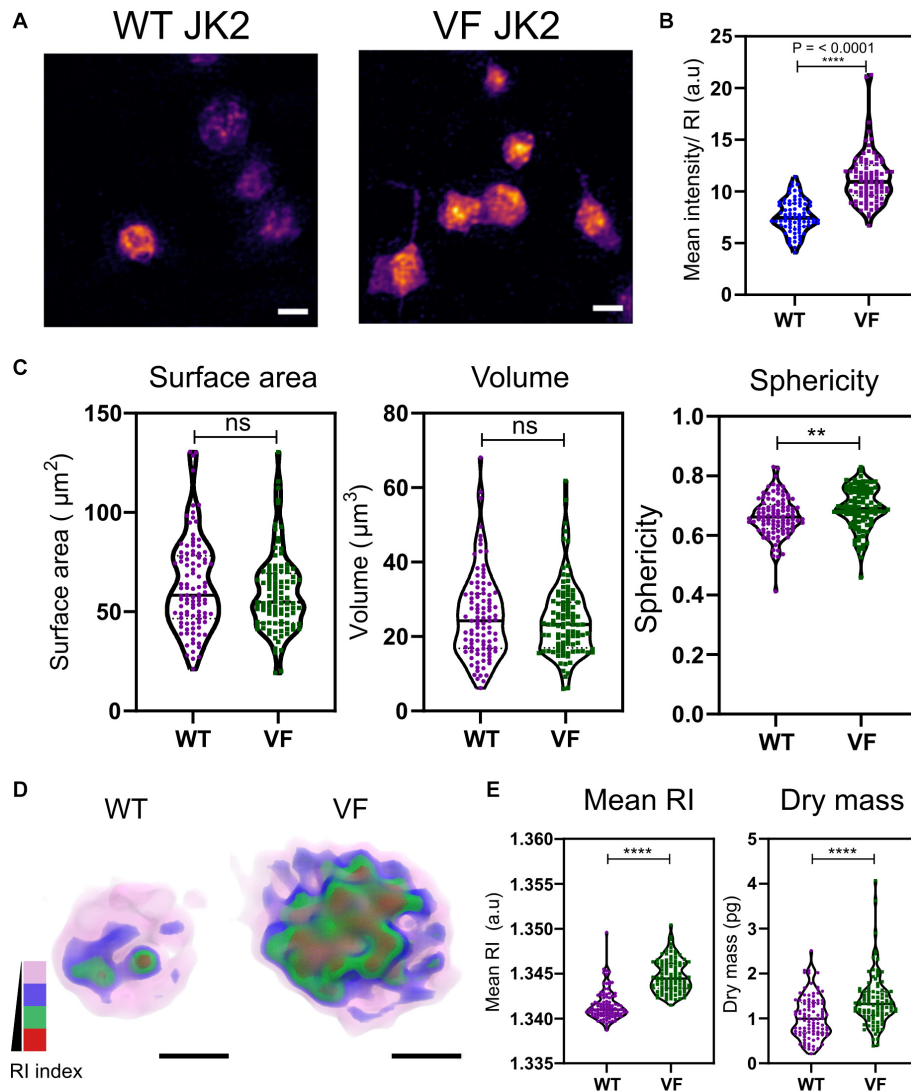 A
WT JK2
VF JK2
B
25
20
15
10
5
0
Mean intensity/ RI (a.u)
P = < 0.0001
****
WT
VF
C
Surface area
150
100
50
0
Surface area ( µm²)
ns
WT
VF
Volume
80
60
40
20
0
Volume ( µm³)
ns
WT
VF
Sphericity
1.0
0.8
0.6
0.4
0.2
0.0
Sphericity
**
WT
VF
D
WT
VF
RI index
E
Mean RI
1.360
1.355
1.350
1.345
1.340
1.335
Mean RI (a.u)
****
WT
VF
Dry mass
5
4
3
2
1
0
Dry mass (pg)
****
WT
VF